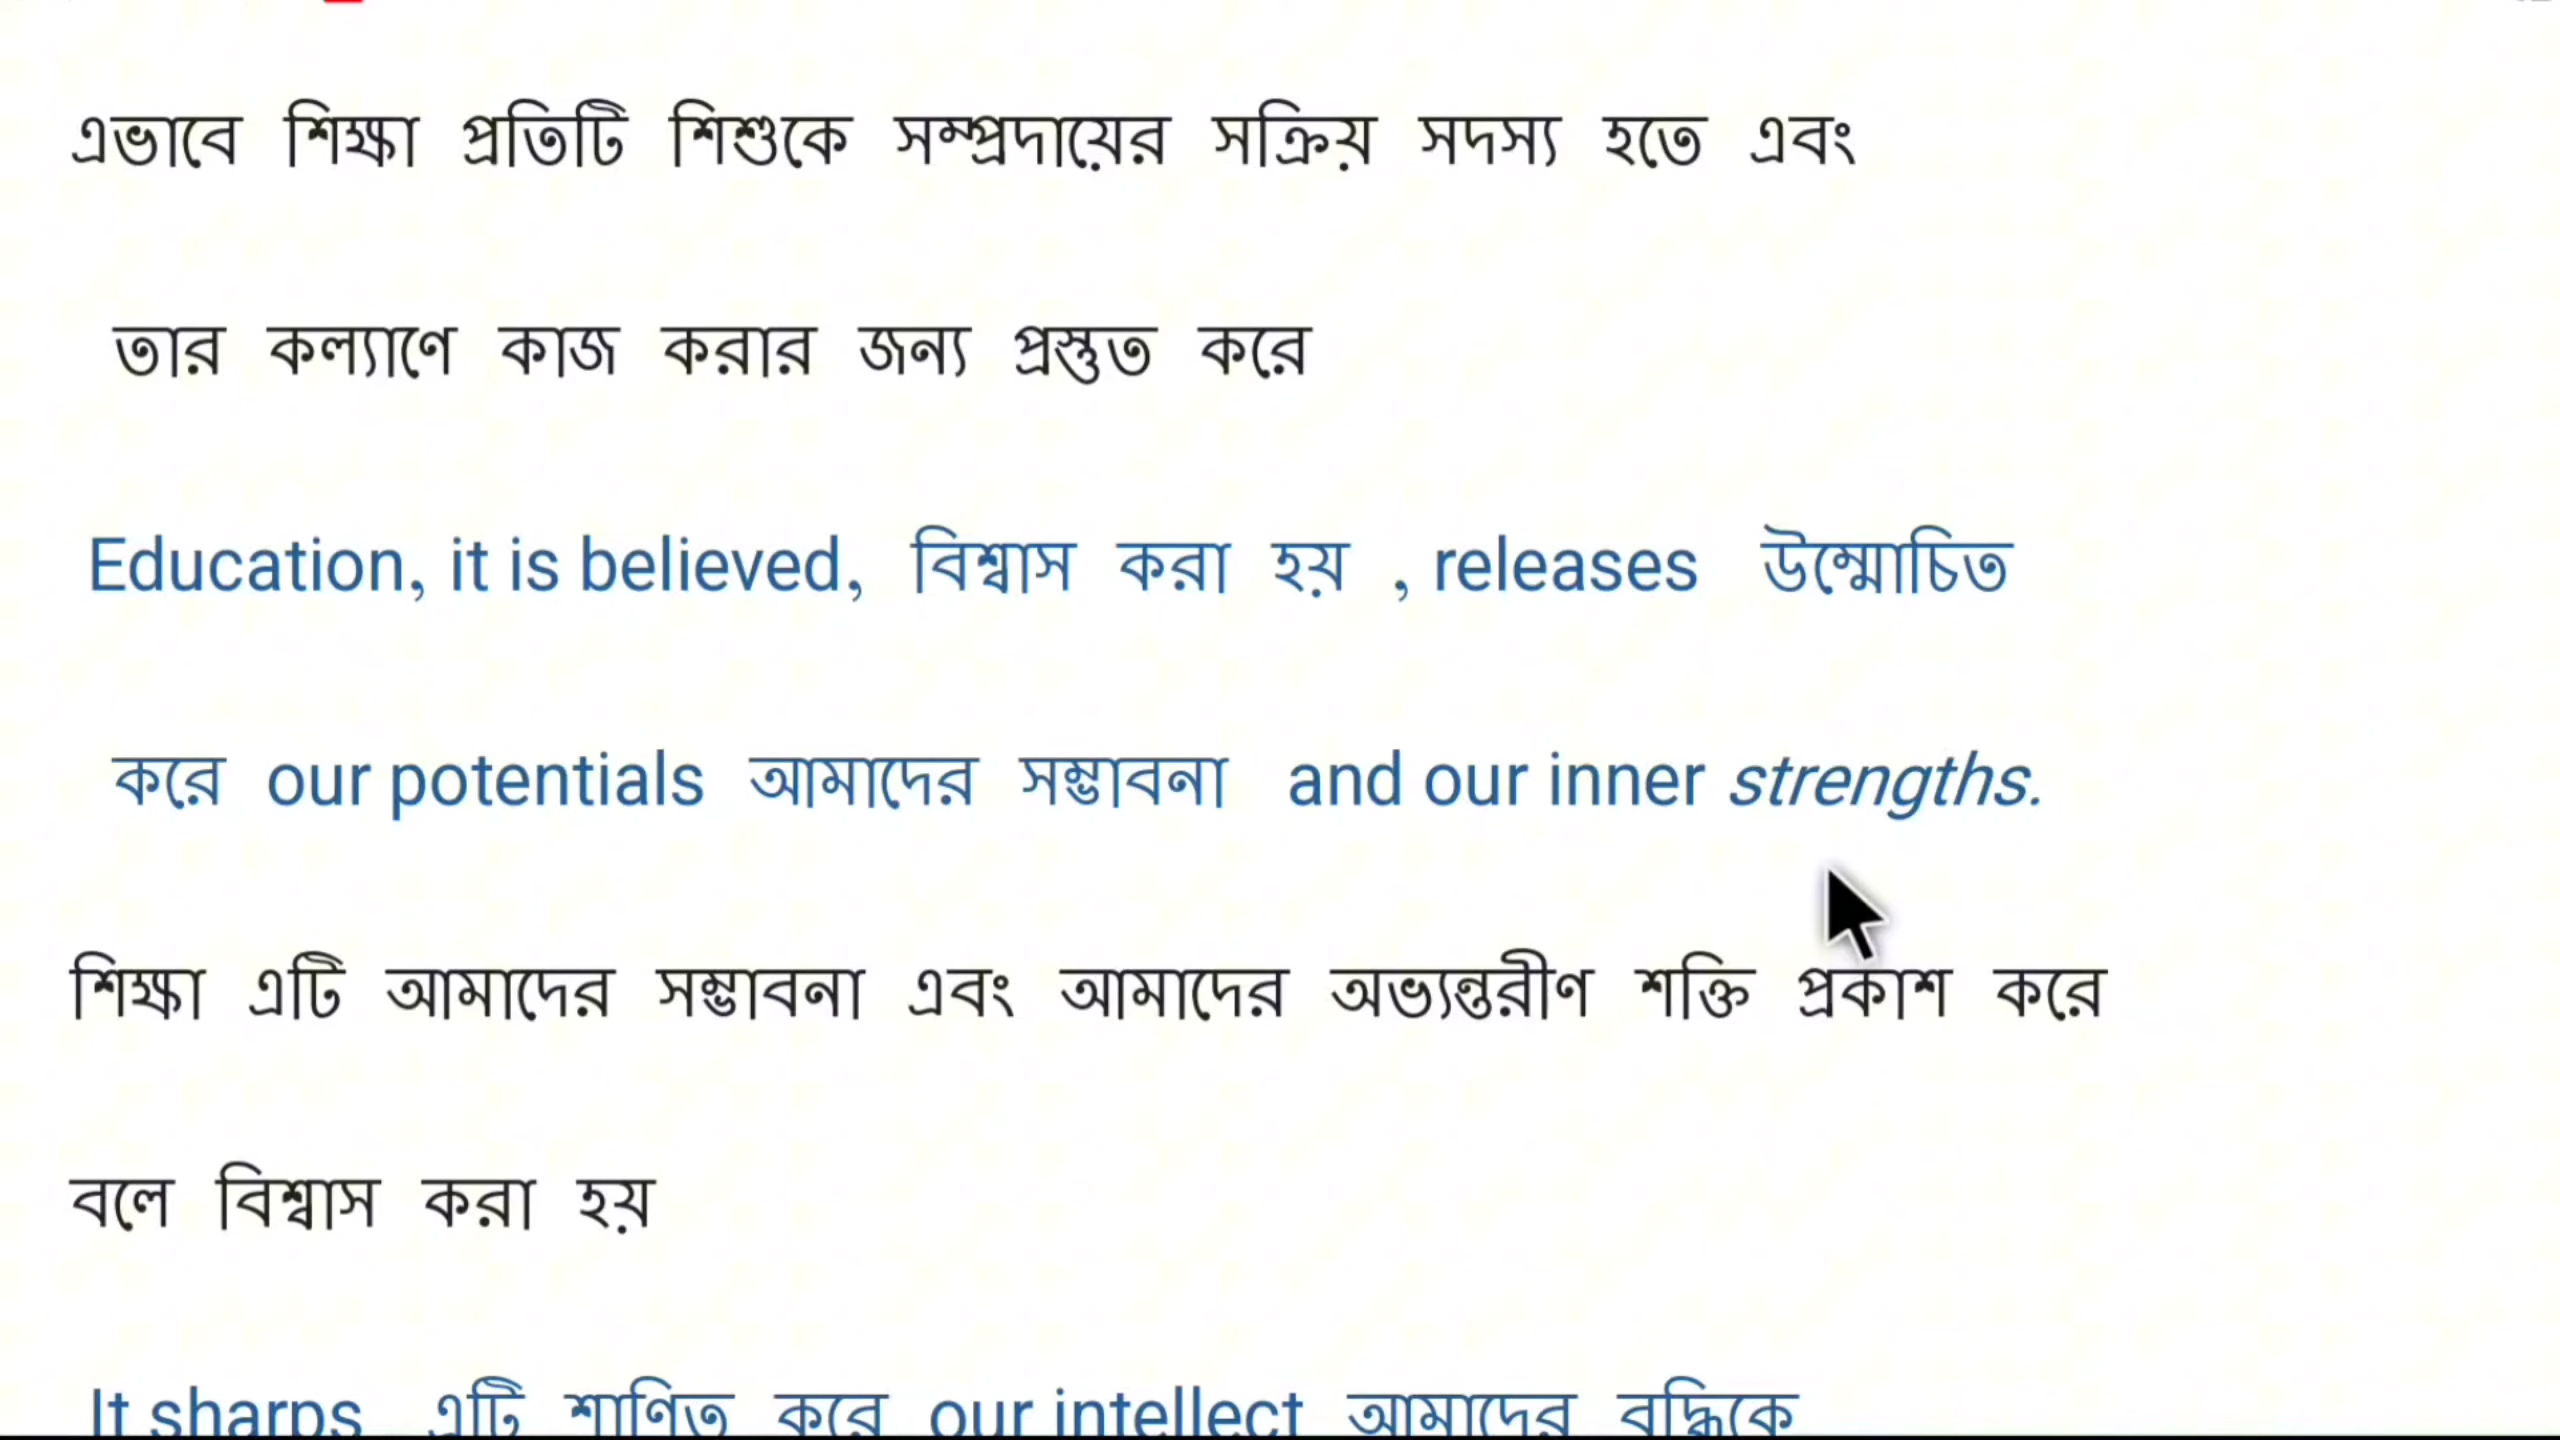 এভাবে শিক্ষা প্রতিটি শিশুকে সম্প্রদায়ের সক্রিয় সদস্য হতে এবং
তার কল্যাণে কাজ করার জন্য প্রস্তুত করে
Education, it is believed, বিশ্বাস করা হয় , releases উম্মোচিত
করে our potentials আমাদের সম্ভাবনা and our inner strengths.
শিক্ষা এটি আমাদের সম্ভাবনা এবং আমাদের অভ্যন্তরীণ শক্তি প্রকাশ করে
বলে বিশ্বাস করা হয়
It sharps এটি শাণিত করে our intellect আমাদের বুদ্ধিকে